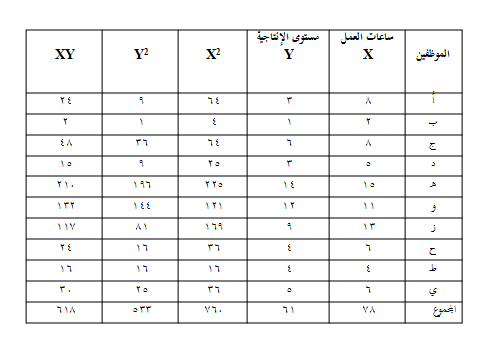 الموظفين ساعات العمل X مستوى الإنتاجية Y X² Y² XY
أ ٨ ٣ ٦٤ ٩ ٢٤
ب ٢ ١ ٤ ١ ٢
ج ٨ ٦ ٦٤ ٣٦ ٤٨
د ٥ ٣ ٢٥ ٩ ١٥
هـ ١٥ ١٤ ٢٢٥ ١٩٦ ٢١٠
و ١١ ١٢ ١٢١ ١٤٤ ١٣٢
ز ١٣ ٩ ١٦٩ ٨١ ١١٧
ح ٦ ٤ ٣٦ ١٦ ٢٤
ط ٤ ٤ ١٦ ١٦ ١٦
ي ٦ ٥ ٣٦ ٢٥ ٣٠
المجموع ٧٨ ٦١ ٧٦٠ ٥٣٣ ٦١٨